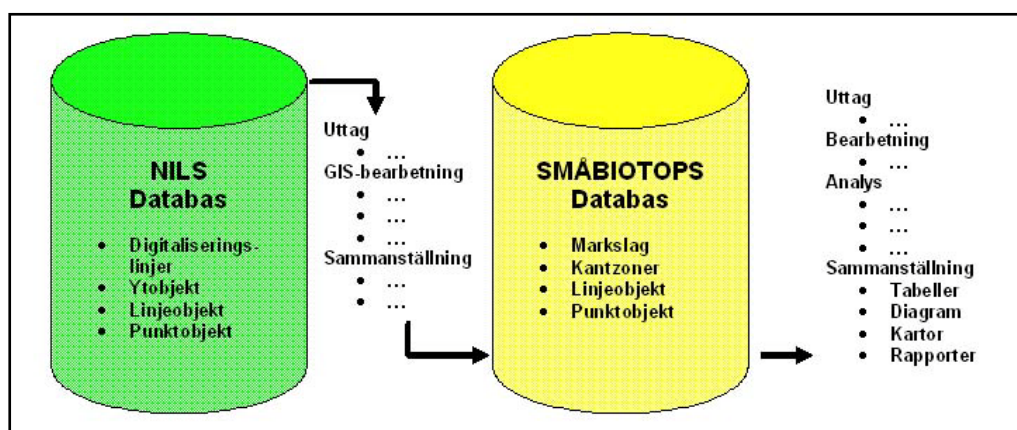 NILS
Databas
• Digitaliserings-
linjer
• Ytobjekt
• Linjeobjekt
• Punktobjekt
Uttag
• ...
GIS-bearbetning
• ...
• ...
• ...
Sammanställning
• ...
• ...
SMÅBIOTOPS
Databas
• Markslag
• Kantzoner
• Linjeobjekt
• Punktobjekt
Uttag
• ...
Bearbetning
• ...
Analys
• ...
• ...
• ...
Sammanställning
• Tabeller
• Diagram
• Kartor
• Rapporter